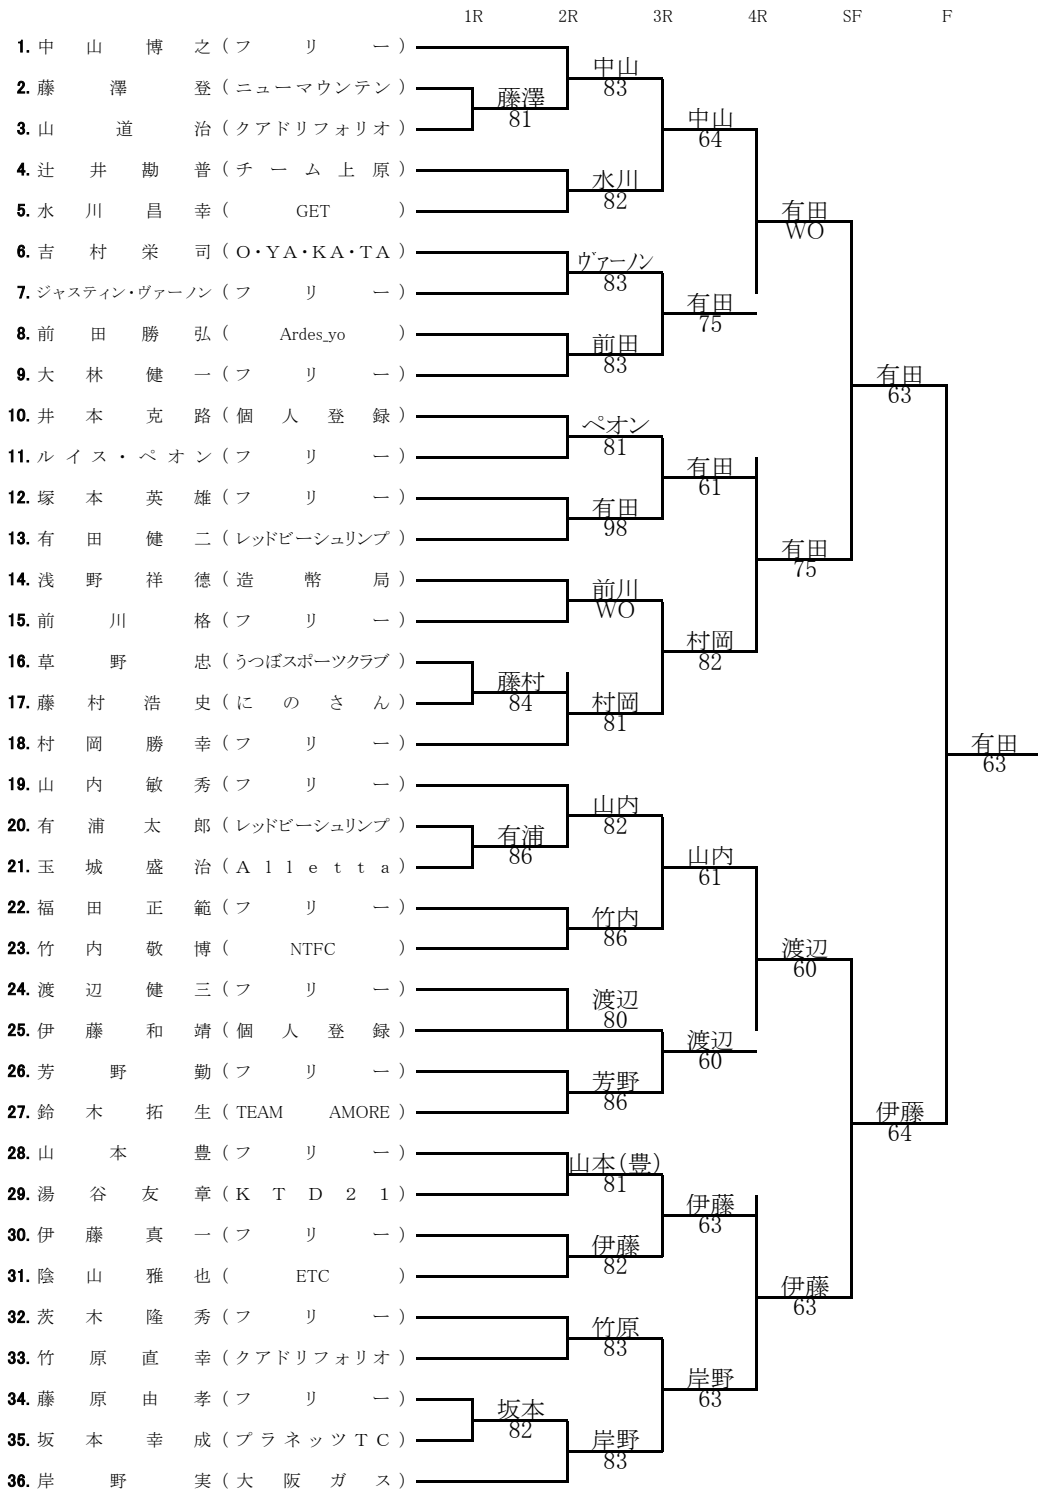 1R 2R 3R 4R SF F
1. 中山博之 (フリー)
2. 藤澤登 (ニューマウンテン)
3. 山道治 (クアドリフォリオ)
4. 辻井勘普 (チーム上原)
5. 水川昌幸 (GET)
6. 吉村栄司 (O・YA・KA・TA)
7. ジャスティン・ヴァーノン (フリー)
8. 前田勝弘 (Ardes_yo)
9. 大林健一 (フリー)
10. 井本克路 (個人登録)
11. ルイス・ペオン (フリー)
12. 塚本英雄 (フリー)
13. 有田健二 (レッドビーシュリンプ)
14. 浅野祥德 (造幣局)
15. 前川格 (フリー)
16. 草野忠 (うつぼスポーツクラブ)
17. 藤村浩史 (にのさん)
18. 村岡勝幸 (フリー)
19. 山内敏秀 (フリー)
20. 有浦太郎 (レッドビーシュリンプ)
21. 玉城盛治 (Alletta)
22. 福田正範 (フリー)
23. 竹内敬博 (NTFC)
24. 渡辺健三 (フリー)
25. 伊藤和靖 (個人登録)
26. 芳野勤 (フリー)
27. 鈴木拓生 (TEAM AMORE)
28. 山本豊 (フリー)
29. 湯谷友章 (KTD21)
30. 伊藤真一 (フリー)
31. 陰山雅也 (ETC)
32. 茨木隆秀 (フリー)
33. 竹原直幸 (クアドリフォリオ)
34. 藤原由孝 (フリー)
35. 坂本幸成 (プラネッツTC)
36. 岸野実 (大阪ガス)
藤澤
81
藤村
84
有浦
86
坂本
82
中山
83
水川
82
ヴァーノン
83
前田
83
ペオン
81
有田
98
前川
WO
村岡
81
山内
82
竹内
86
渡辺
80
芳野
86
山本(豊)
81
伊藤
82
竹原
83
岸野
83
中山
64
有田
75
有田
61
村岡
82
山内
61
渡辺
60
伊藤
63
岸野
63
有田
WO
有田
75
渡辺
60
伊藤
63
有田
63
伊藤
64
有田
63